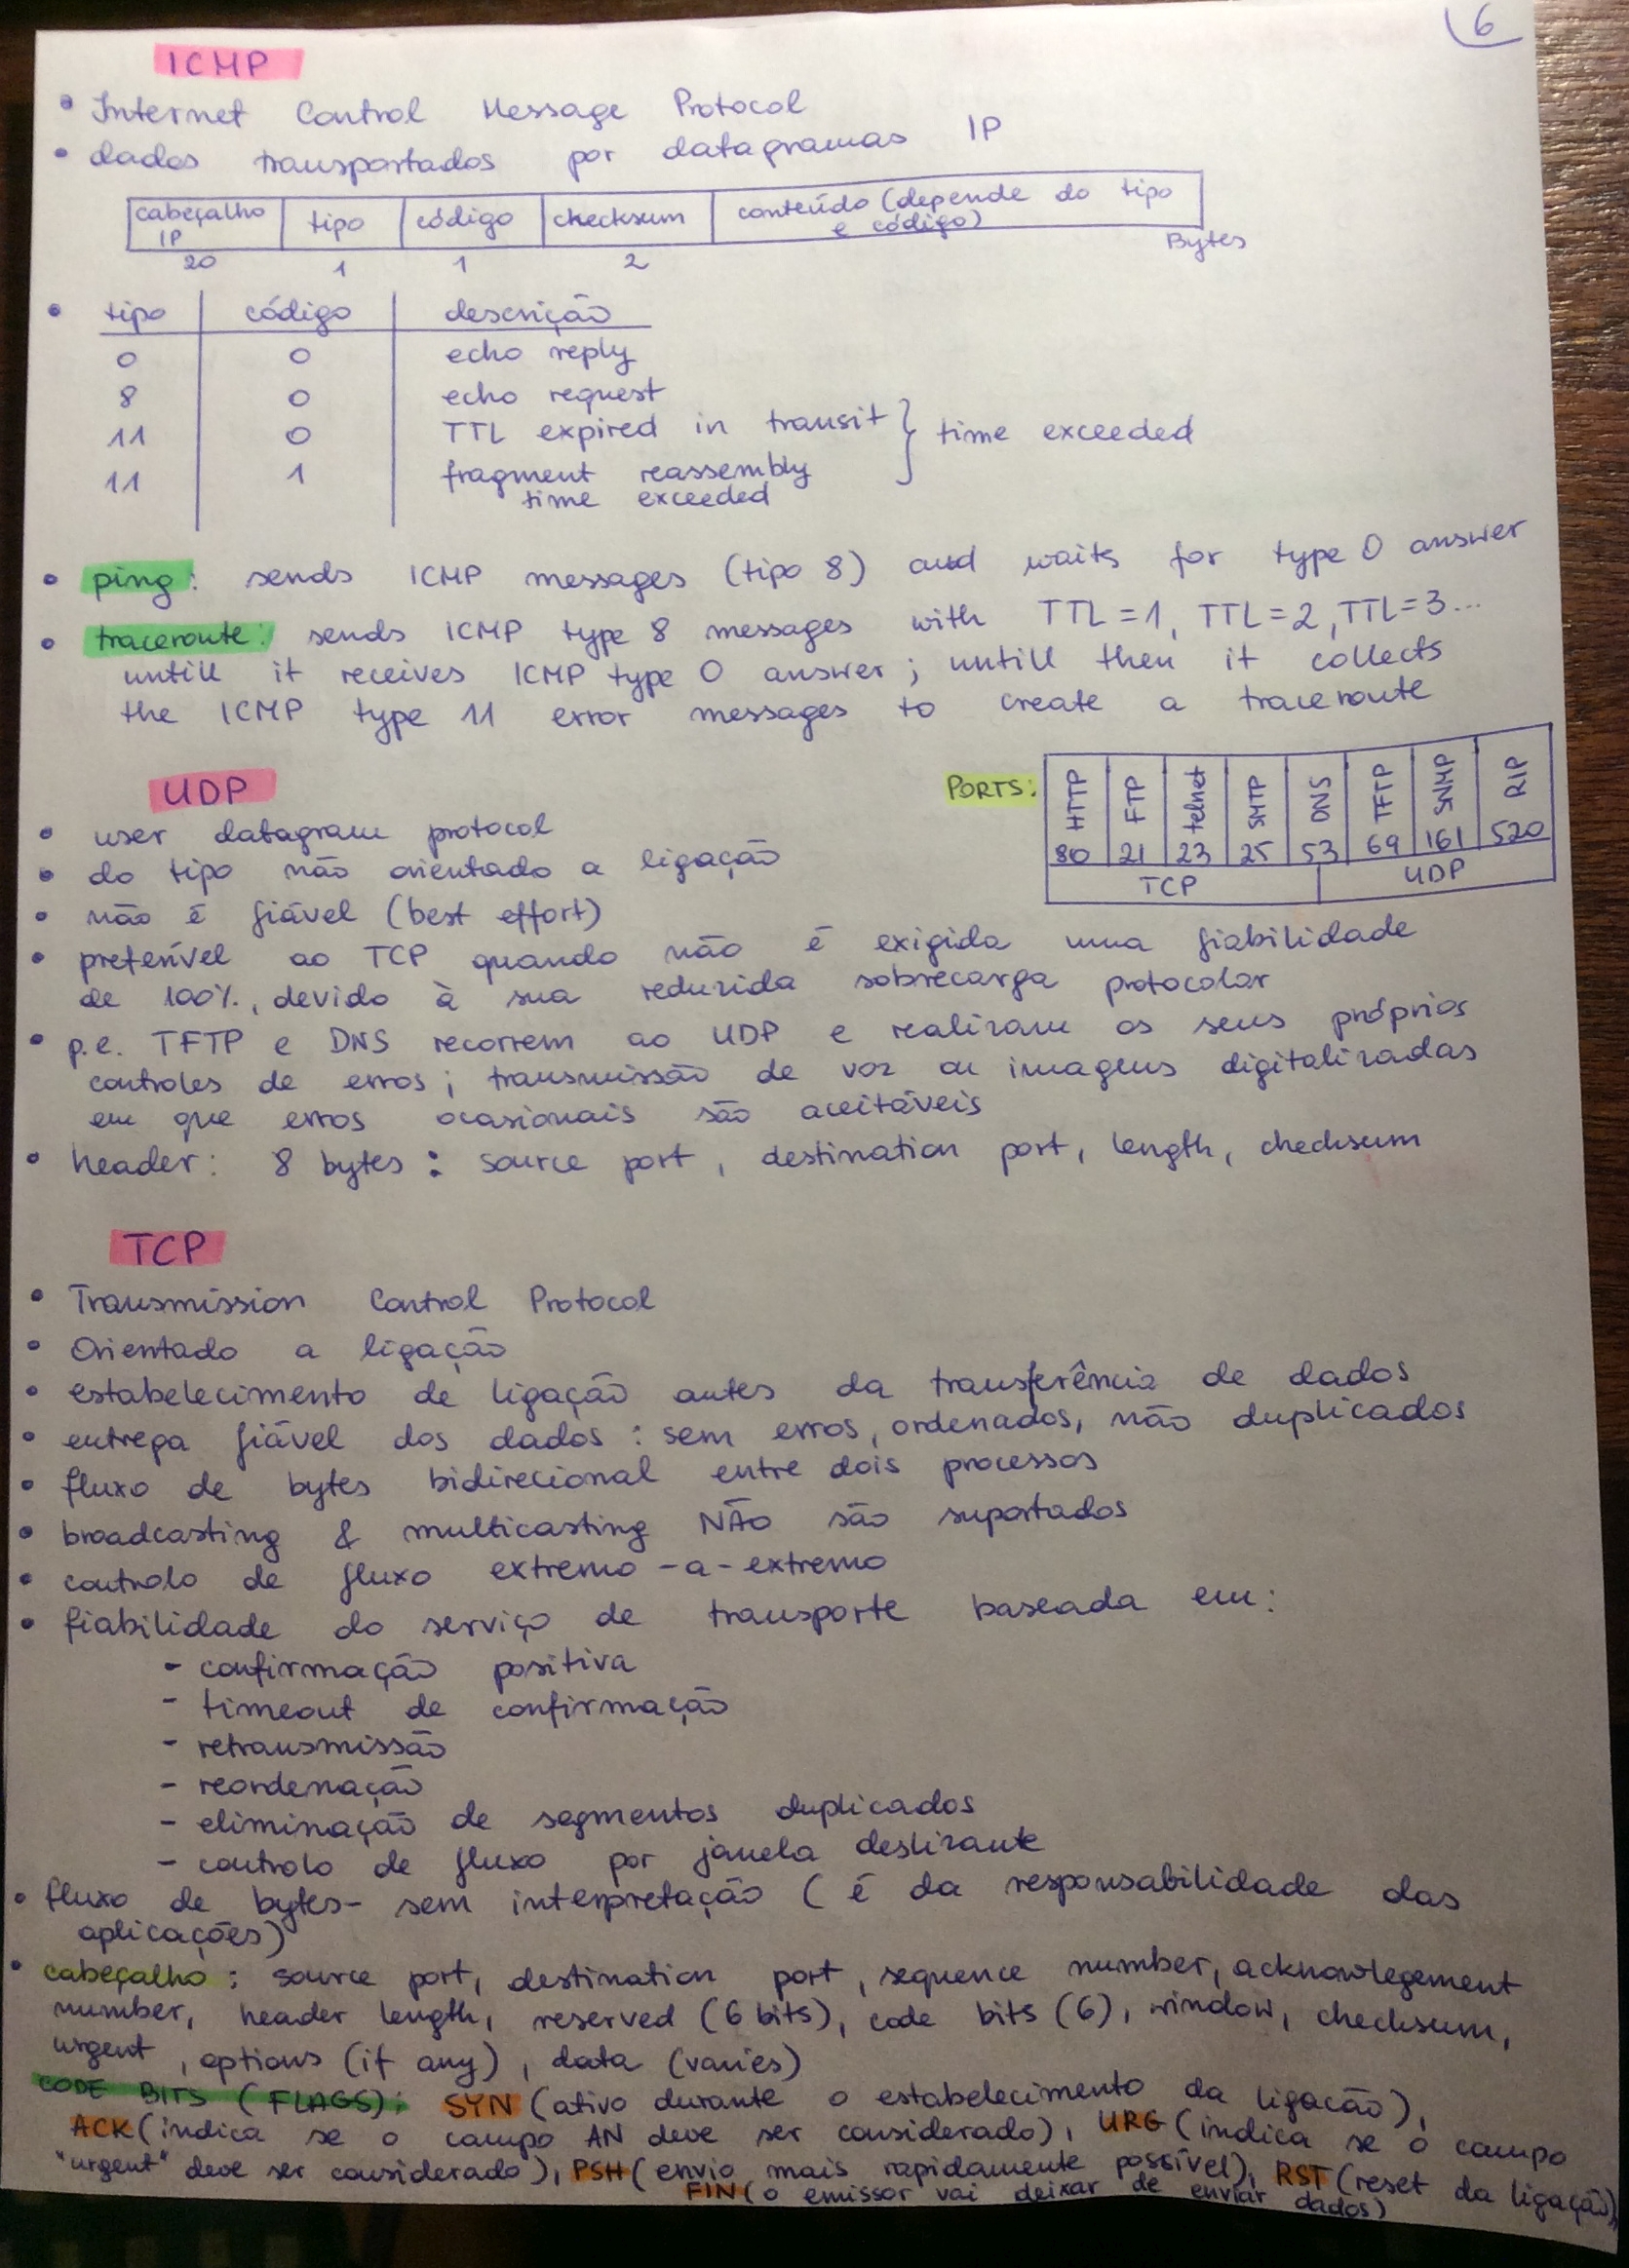 6
ICMP
• Internet Control Message Protocol
• dados transportados por datagramas IP
cabeçalho IP | tipo | código | checksum | conteúdo (depende do tipo e código)
20 1 1 2 Bytes
• tipo | código | descrição
0 | 0 | echo reply
8 | 0 | echo request
11 | 0 | TTL expired in transit } time exceeded
11 | 1 | fragment reassembly
time exceeded
• ping: sends ICMP messages (tipo 8) and waits for type 0 answer
• traceroute: sends ICMP type 8 messages with TTL=1, TTL=2, TTL=3...
untill it receives ICMP type 0 answer; untill then it collects
the ICMP type 11 error messages to create a traceroute
PORTS:
HTTP | FTP | telnet | SMTP | DNS | TFTP | SNMP | RIP
80 | 21 | 23 | 25 | 53 | 69 | 161 | 520
TCP | UDP
UDP
• user datagram protocol
• do tipo não orientado a ligação
• não é fiável (best effort)
• preterível ao TCP quando não é exigida uma fiabilidade
de 100%, devido à sua reduzida sobrecarga protocolar
• p.e. TFTP e DNS recorrem ao UDP e realizam os seus próprios
controles de erros; transmissão de voz ou imagens digitalizadas
em que erros ocasionais são aceitáveis
• header: 8 bytes: source port, destination port, length, checksum
TCP
• Transmission Control Protocol
• Orientado a ligação
• estabelecimento de ligação antes da transferência de dados
• entrega fiável dos dados: sem erros, ordenados, não duplicados
• fluxo de bytes bidirecional entre dois processos
• broadcasting & multicasting NÃO são suportados
• controlo de fluxo extremo-a-extremo
• fiabilidade do serviço de transporte baseada em:
- confirmação positiva
- timeout de confirmação
- retransmissão
- reordenação
- eliminação de segmentos duplicados
- controlo de fluxo por janela deslizante
• fluxo de bytes - sem interpretação (é da responsabilidade das
aplicações)
• cabeçalho: source port, destination port, sequence number, acknowlegement
number, header length, reserved (6 bits), code bits (6), window, checksum,
urgent, options (if any), data (varies)
CODE BITS (FLAGS): SYN (ativo durante o estabelecimento da ligação),
ACK (indica se o campo AN deve ser considerado), URG (indica se o campo
"urgent" deve ser considerado), PSH (envio mais rapidamente possível), RST (reset da ligação),
FIN (o emissor vai deixar de enviar dados)